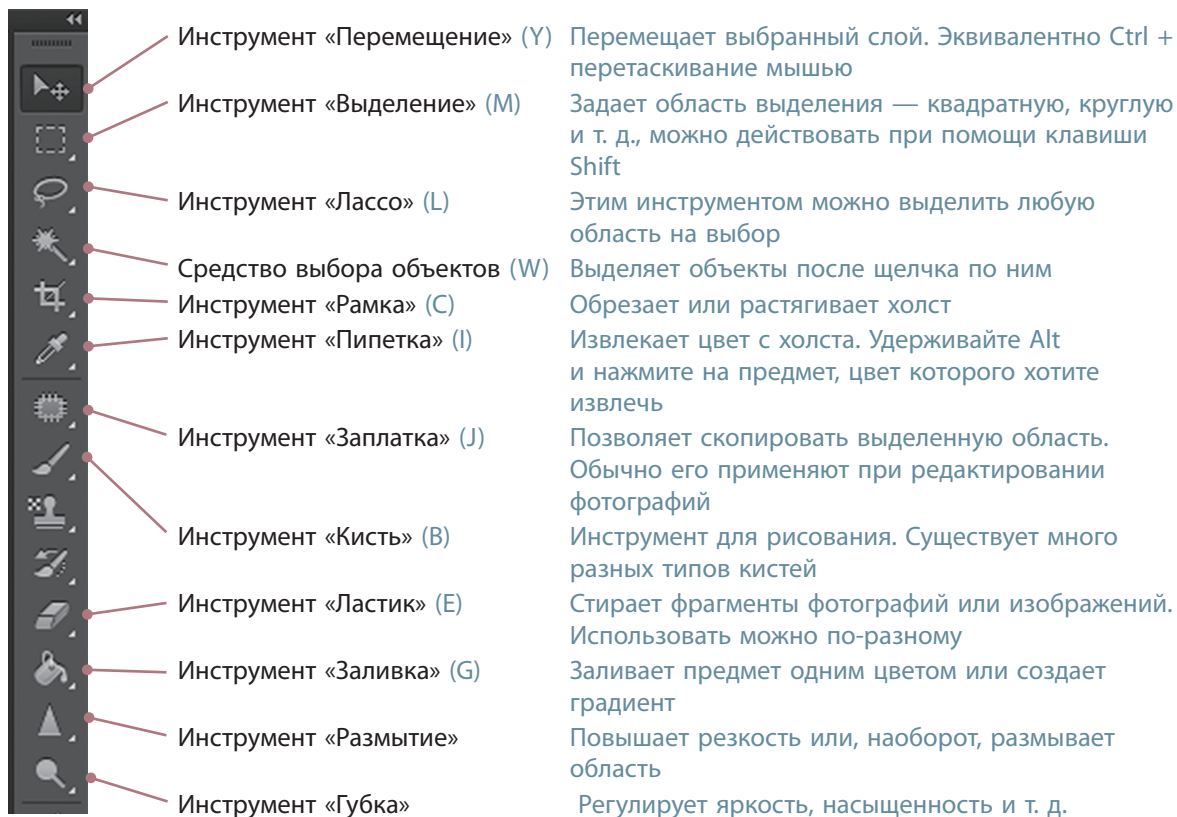 Инструмент «Перемещение» (Y) Перемещает выбранный слой. Эквивалентно Ctrl +
перетаскивание мышью
Инструмент «Выделение» (M) Задает область выделения — квадратную, круглую
и т. д., можно действовать при помощи клавиши
Shift
Инструмент «Лассо» (L) Этим инструментом можно выделить любую
область на выбор
Средство выбора объектов (W) Выделяет объекты после щелчка по ним
Инструмент «Рамка» (C) Обрезает или растягивает холст
Инструмент «Пипетка» (I) Извлекает цвет с холста. Удерживайте Alt
и нажмите на предмет, цвет которого хотите
извлечь
Инструмент «Заплатка» (J) Позволяет скопировать выделенную область.
Обычно его применяют при редактировании
фотографий
Инструмент «Кисть» (B) Инструмент для рисования. Существует много
разных типов кистей
Инструмент «Ластик» (E) Стирает фрагменты фотографий или изображений.
Использовать можно по-разному
Инструмент «Заливка» (G) Заливает предмет одним цветом или создает
градиент
Инструмент «Размытие» Повышает резкость или, наоборот, размывает
область
Инструмент «Губка» Регулирует яркость, насыщенность и т. д.